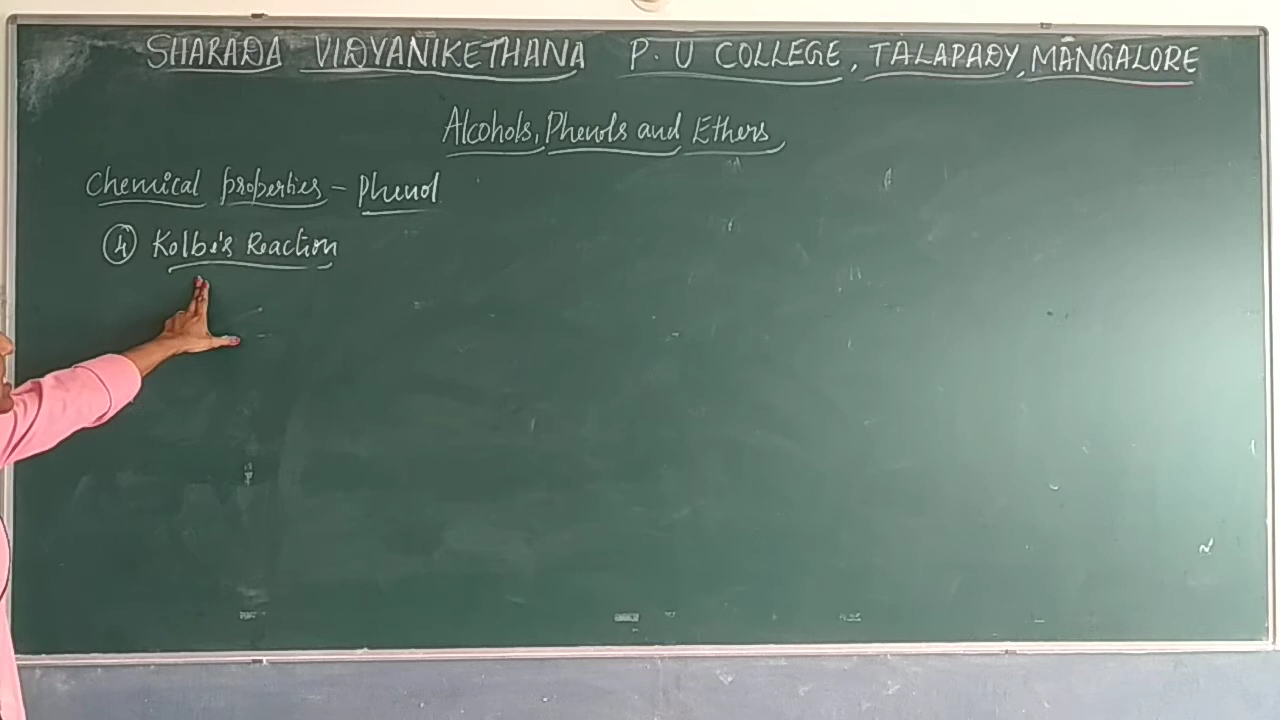 SHARADA VIDYANIKETHANA P. U COLLEGE, TALAPADY, MANGALORE
Alcohols, Phenols and Ethers
Chemical properties - Phenol
④ Kolbe's Reaction